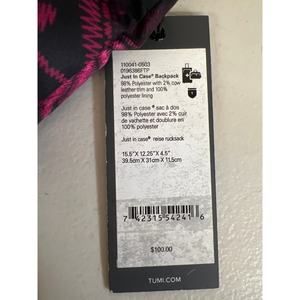 110041-0503
0196386FTP
Just In Case® Backpack
98% Polyester with 2% cow
leather trim and 100%
polyester lining
Just in case® sac à dos
98% Polyester avec 2% cuir
de vachette et doublure en
100% polyester
Just in case® reise rucksack
15.5" X 12.25" X 4.5"
39.5cm X 31cm X 11.5cm
7 42315 54241 6
$100.00
TUMI.COM